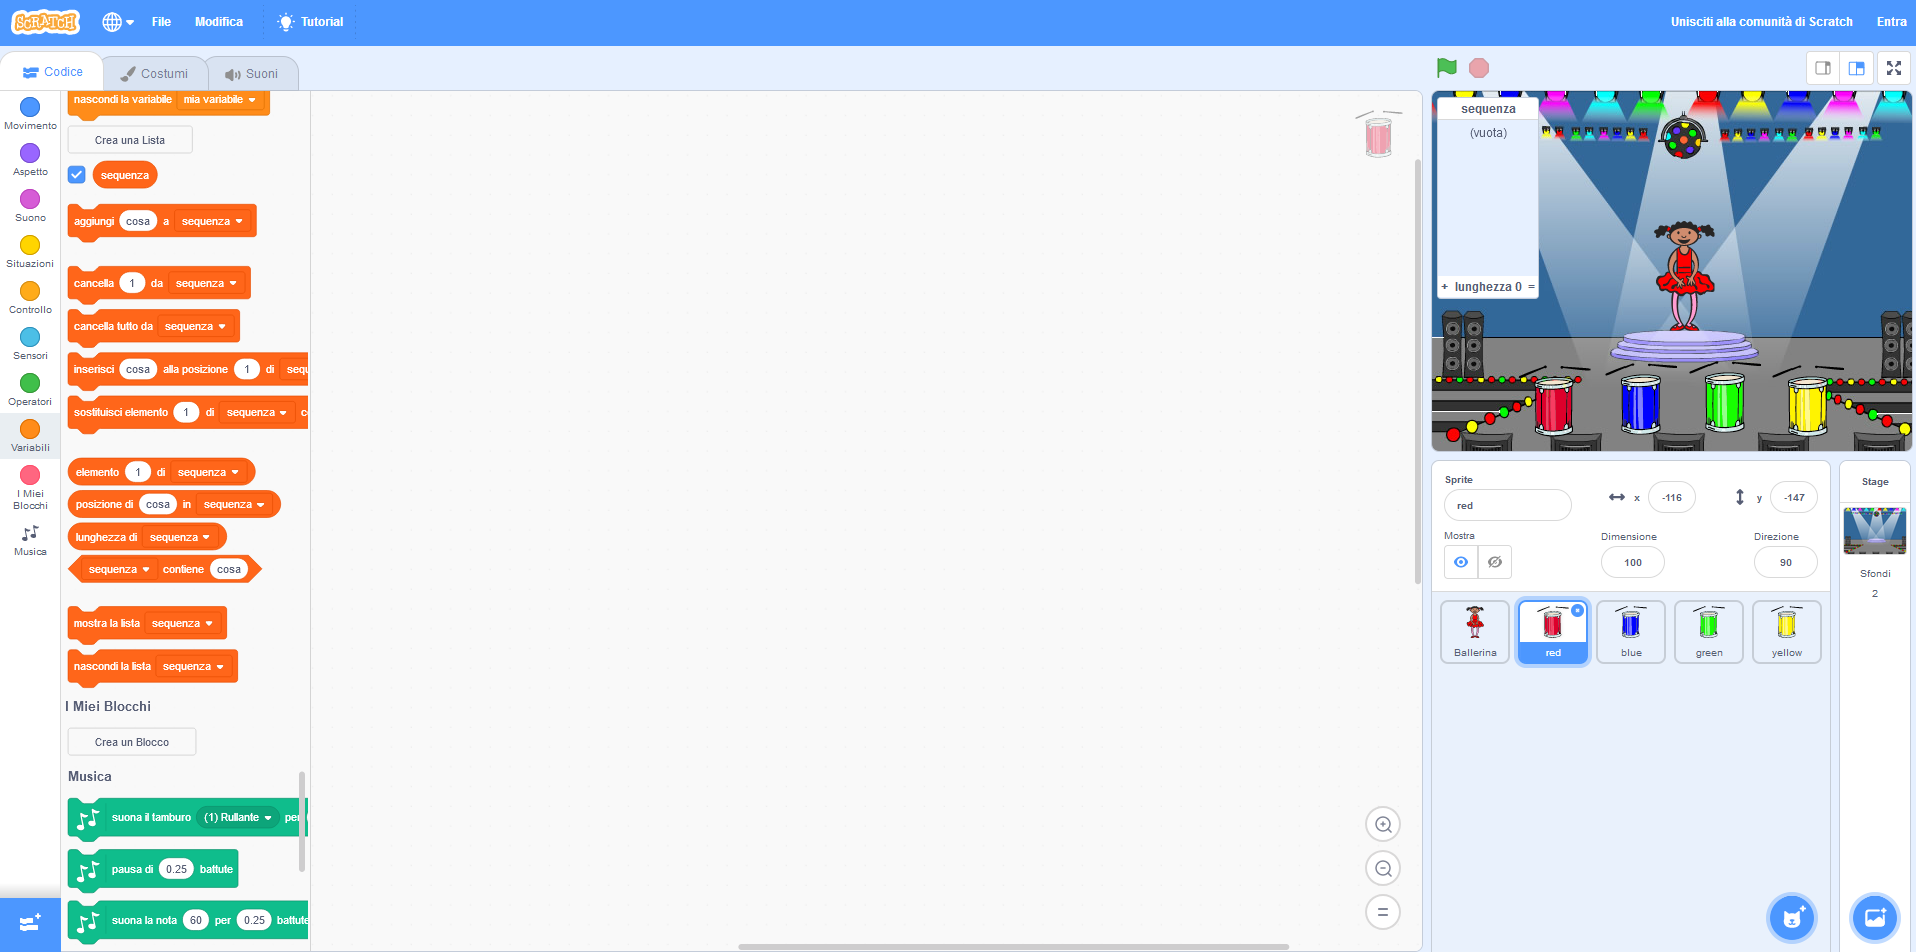 SCRATCH
File
Modifica
Tutorial
Unisciti alla comunità di Scratch
Entra
Codice
Costumi
Suoni
Movimento
Aspetto
Suono
Situazioni
Controllo
Sensori
Operatori
Variabili
I Miei
Blocchi
Musica
nascondi la variabile mia variabile
Crea una Lista
sequenza
aggiungi cosa a sequenza
cancella 1 da sequenza
cancella tutto da sequenza
inserisci cosa alla posizione 1 di sequ
sostituisci elemento 1 di sequenza c
elemento 1 di sequenza
posizione di cosa in sequenza
lunghezza di sequenza
sequenza contiene cosa
mostra la lista sequenza
nascondi la lista sequenza
I Miei Blocchi
Crea un Blocco
Musica
suona il tamburo (1) Rullante per
pausa di 0.25 battute
suona la nota 60 per 0.25 battute
sequenza
(vuota)
+ lunghezza 0 =
Sprite
red
x -116
y -147
Mostra
Dimensione
100
Direzione
90
Ballerina
red
blue
green
yellow
Stage
Sfondi
2